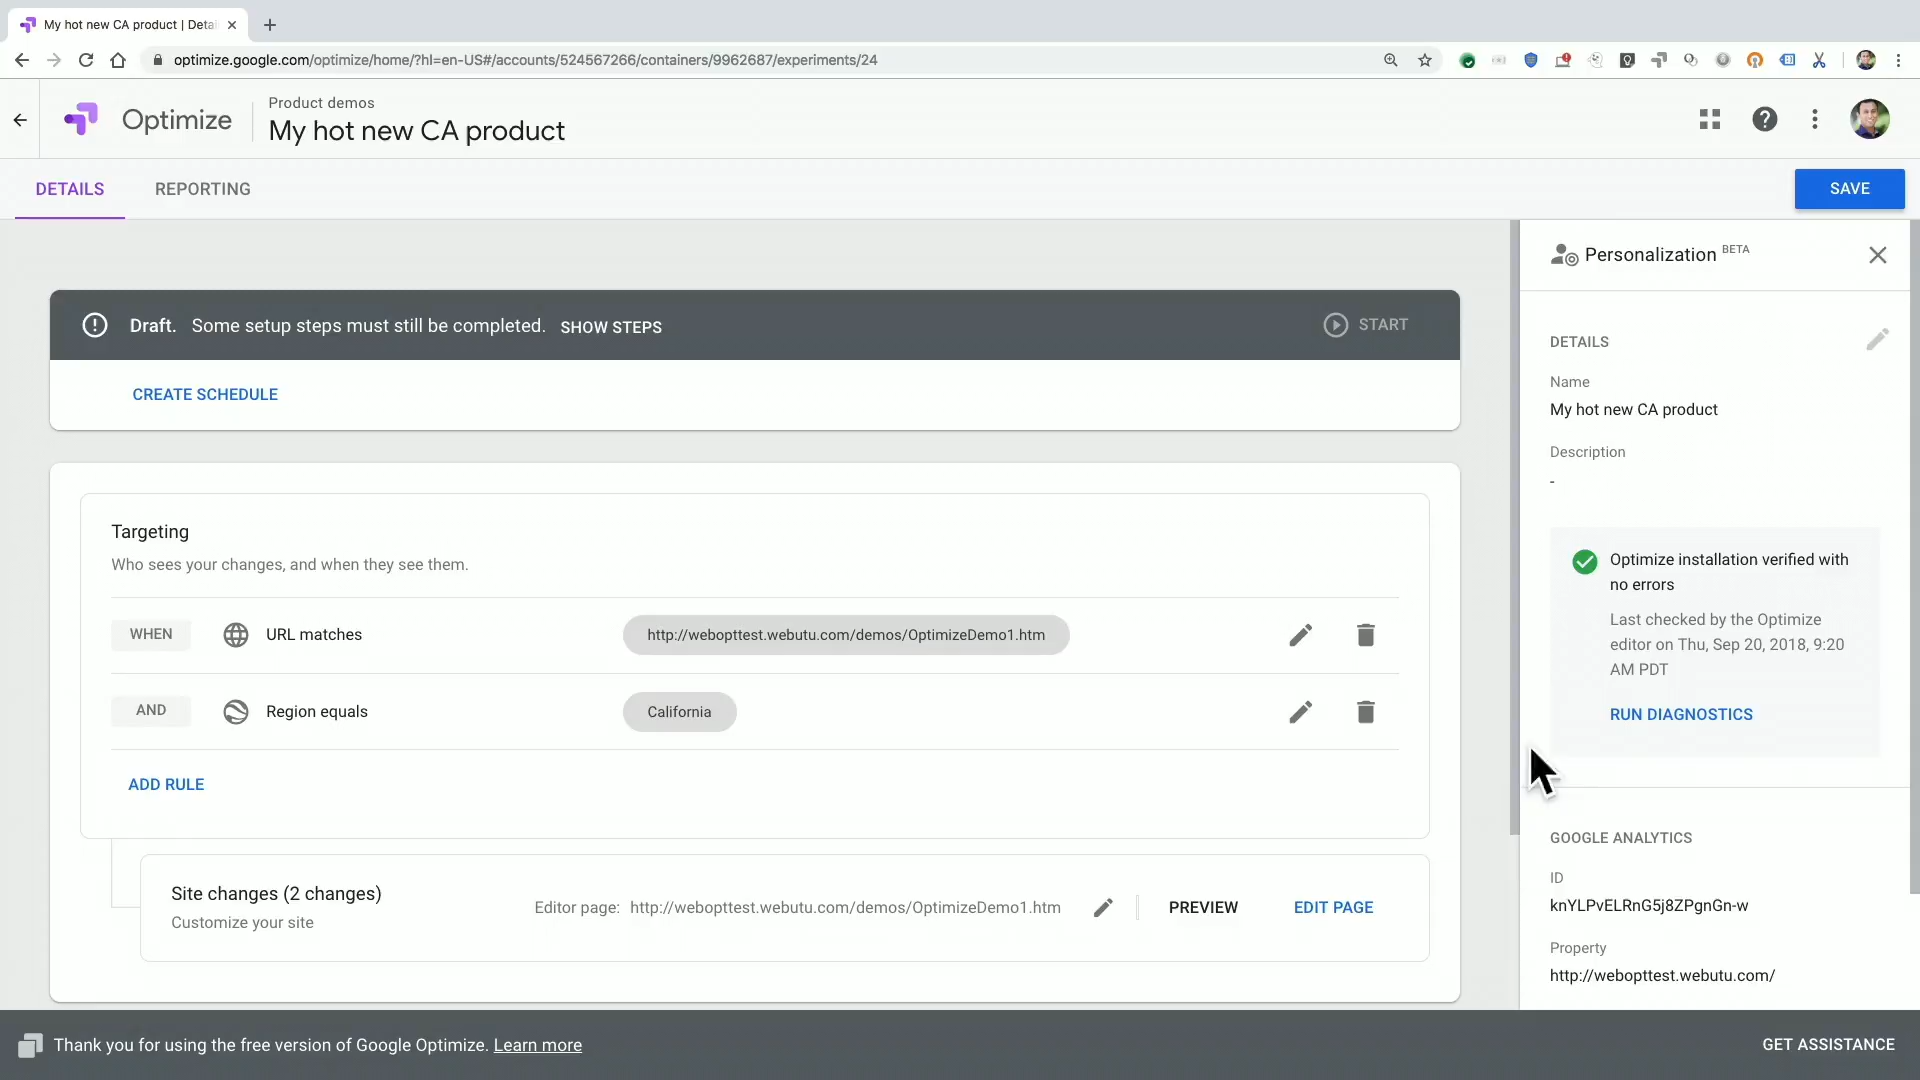 My hot new CA product | Detai
optimize.google.com/optimize/home/?hl=en-US#/accounts/524567266/containers/9962687/experiments/24
Optimize
Product demos
My hot new CA product
DETAILS
REPORTING
SAVE
Draft. Some setup steps must still be completed. SHOW STEPS
START
CREATE SCHEDULE
Targeting
Who sees your changes, and when they see them.
WHEN
URL matches
http://webopttest.webutu.com/demos/OptimizeDemo1.htm
AND
Region equals
California
ADD RULE
Site changes (2 changes)
Customize your site
Editor page: http://webopttest.webutu.com/demos/OptimizeDemo1.htm
PREVIEW
EDIT PAGE
Personalization BETA
DETAILS
Name
My hot new CA product
Description
-
Optimize installation verified with
no errors
Last checked by the Optimize
editor on Thu, Sep 20, 2018, 9:20
AM PDT
RUN DIAGNOSTICS
GOOGLE ANALYTICS
ID
knYLPvELRnG5j8ZPgnGn-w
Property
http://webopttest.webutu.com/
Thank you for using the free version of Google Optimize. Learn more
GET ASSISTANCE